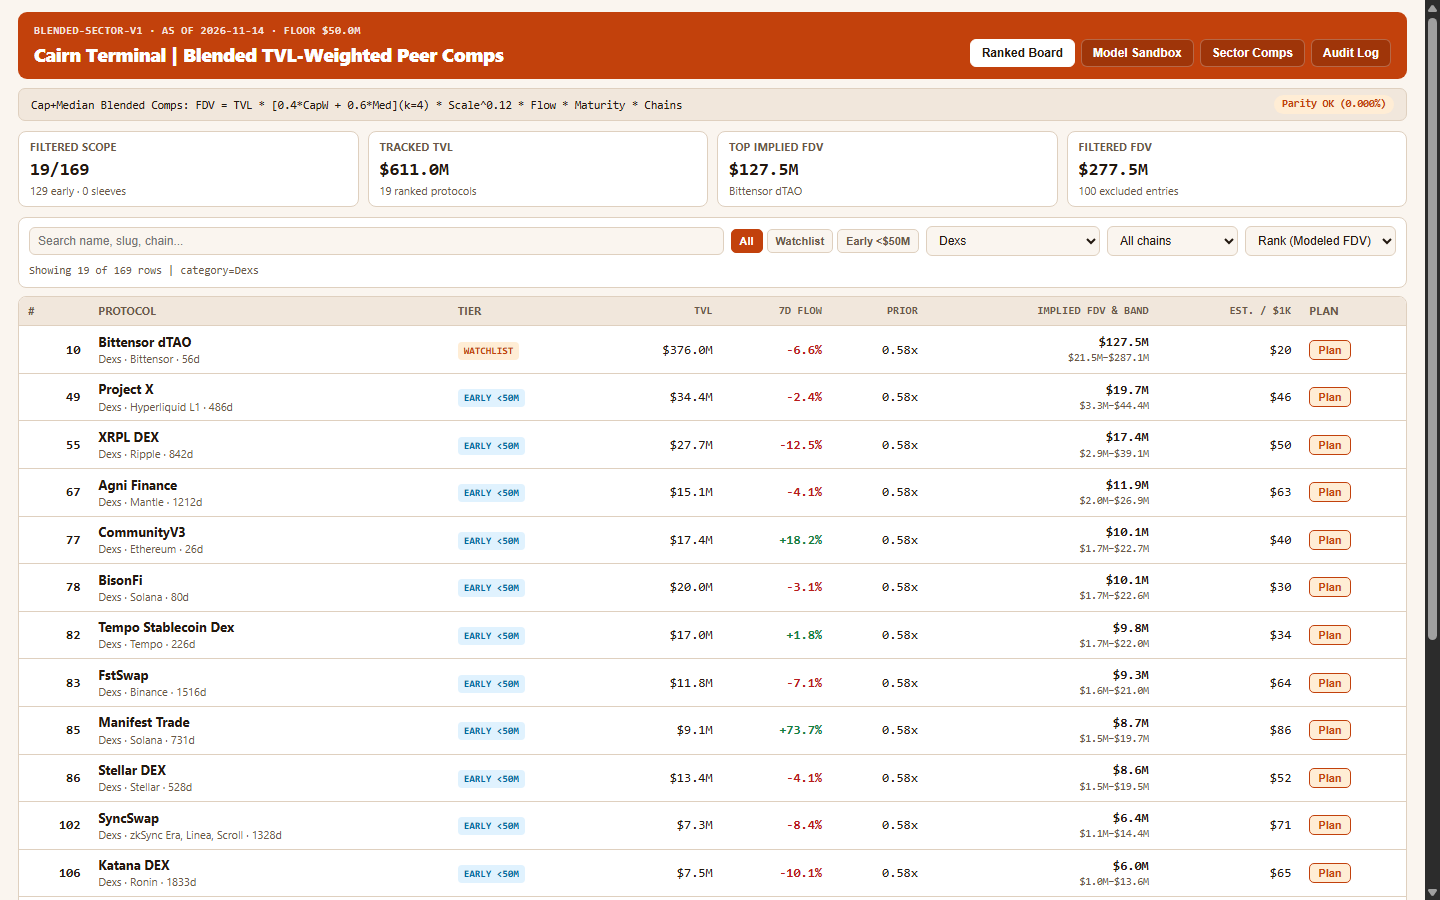 BLENDED-SECTOR-V1 · AS OF 2026-11-14 · FLOOR $50.0M
Cairn Terminal | Blended TVL-Weighted Peer Comps
Ranked Board Model Sandbox Sector Comps Audit Log
Cap+Median Blended Comps: FDV = TVL * [0.4*CapW + 0.6*Med](k=4) * Scale^0.12 * Flow * Maturity * Chains
Parity OK (0.000%)
FILTERED SCOPE
19/169
129 early · 0 sleeves
TRACKED TVL
$611.0M
19 ranked protocols
TOP IMPLIED FDV
$127.5M
Bittensor dTAO
FILTERED FDV
$277.5M
100 excluded entries
Search name, slug, chain... All Watchlist Early <$50M Dexs All chains Rank (Modeled FDV)
Showing 19 of 169 rows | category=Dexs
# PROTOCOL TIER TVL 7D FLOW PRIOR IMPLIED FDV & BAND EST. / $1K PLAN
10 Bittensor dTAO WATCHLIST $376.0M -6.6% 0.58x $127.5M $20 Plan
Dexs · Bittensor · 56d $21.5M–$287.1M
49 Project X EARLY <50M $34.4M -2.4% 0.58x $19.7M $46 Plan
Dexs · Hyperliquid L1 · 486d $3.3M–$44.4M
55 XRPL DEX EARLY <50M $27.7M -12.5% 0.58x $17.4M $50 Plan
Dexs · Ripple · 842d $2.9M–$39.1M
67 Agni Finance EARLY <50M $15.1M -4.1% 0.58x $11.9M $63 Plan
Dexs · Mantle · 1212d $2.0M–$26.9M
77 CommunityV3 EARLY <50M $17.4M +18.2% 0.58x $10.1M $40 Plan
Dexs · Ethereum · 26d $1.7M–$22.7M
78 BisonFi EARLY <50M $20.0M -3.1% 0.58x $10.1M $30 Plan
Dexs · Solana · 80d $1.7M–$22.6M
82 Tempo Stablecoin Dex EARLY <50M $17.0M +1.8% 0.58x $9.8M $34 Plan
Dexs · Tempo · 226d $1.7M–$22.0M
83 FstSwap EARLY <50M $11.8M -7.1% 0.58x $9.3M $64 Plan
Dexs · Binance · 1516d $1.6M–$21.0M
85 Manifest Trade EARLY <50M $9.1M +73.7% 0.58x $8.7M $86 Plan
Dexs · Solana · 731d $1.5M–$19.7M
86 Stellar DEX EARLY <50M $13.4M -4.1% 0.58x $8.6M $52 Plan
Dexs · Stellar · 528d $1.5M–$19.5M
102 SyncSwap EARLY <50M $7.3M -8.4% 0.58x $6.4M $71 Plan
Dexs · zkSync Era, Linea, Scroll · 1328d $1.1M–$14.4M
106 Katana DEX EARLY <50M $7.5M -10.1% 0.58x $6.0M $65 Plan
Dexs · Ronin · 1833d $1.0M–$13.6M